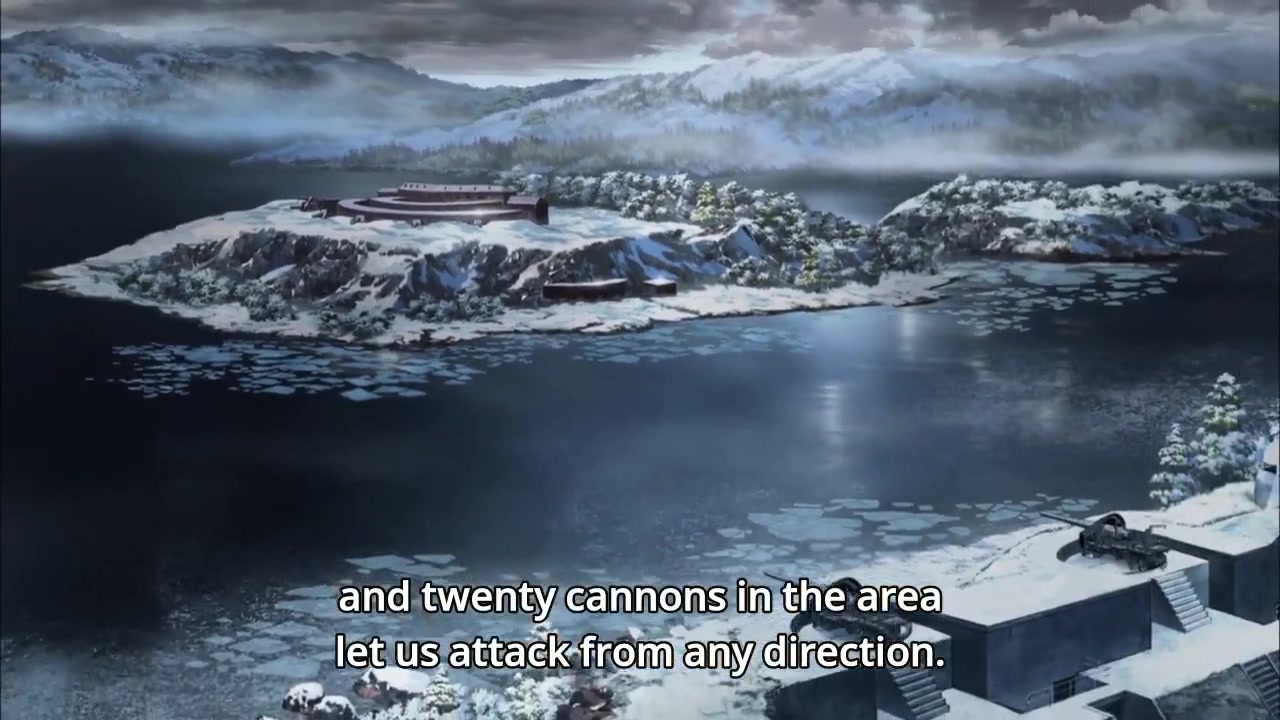 and twenty cannons in the area
let us attack from any direction.